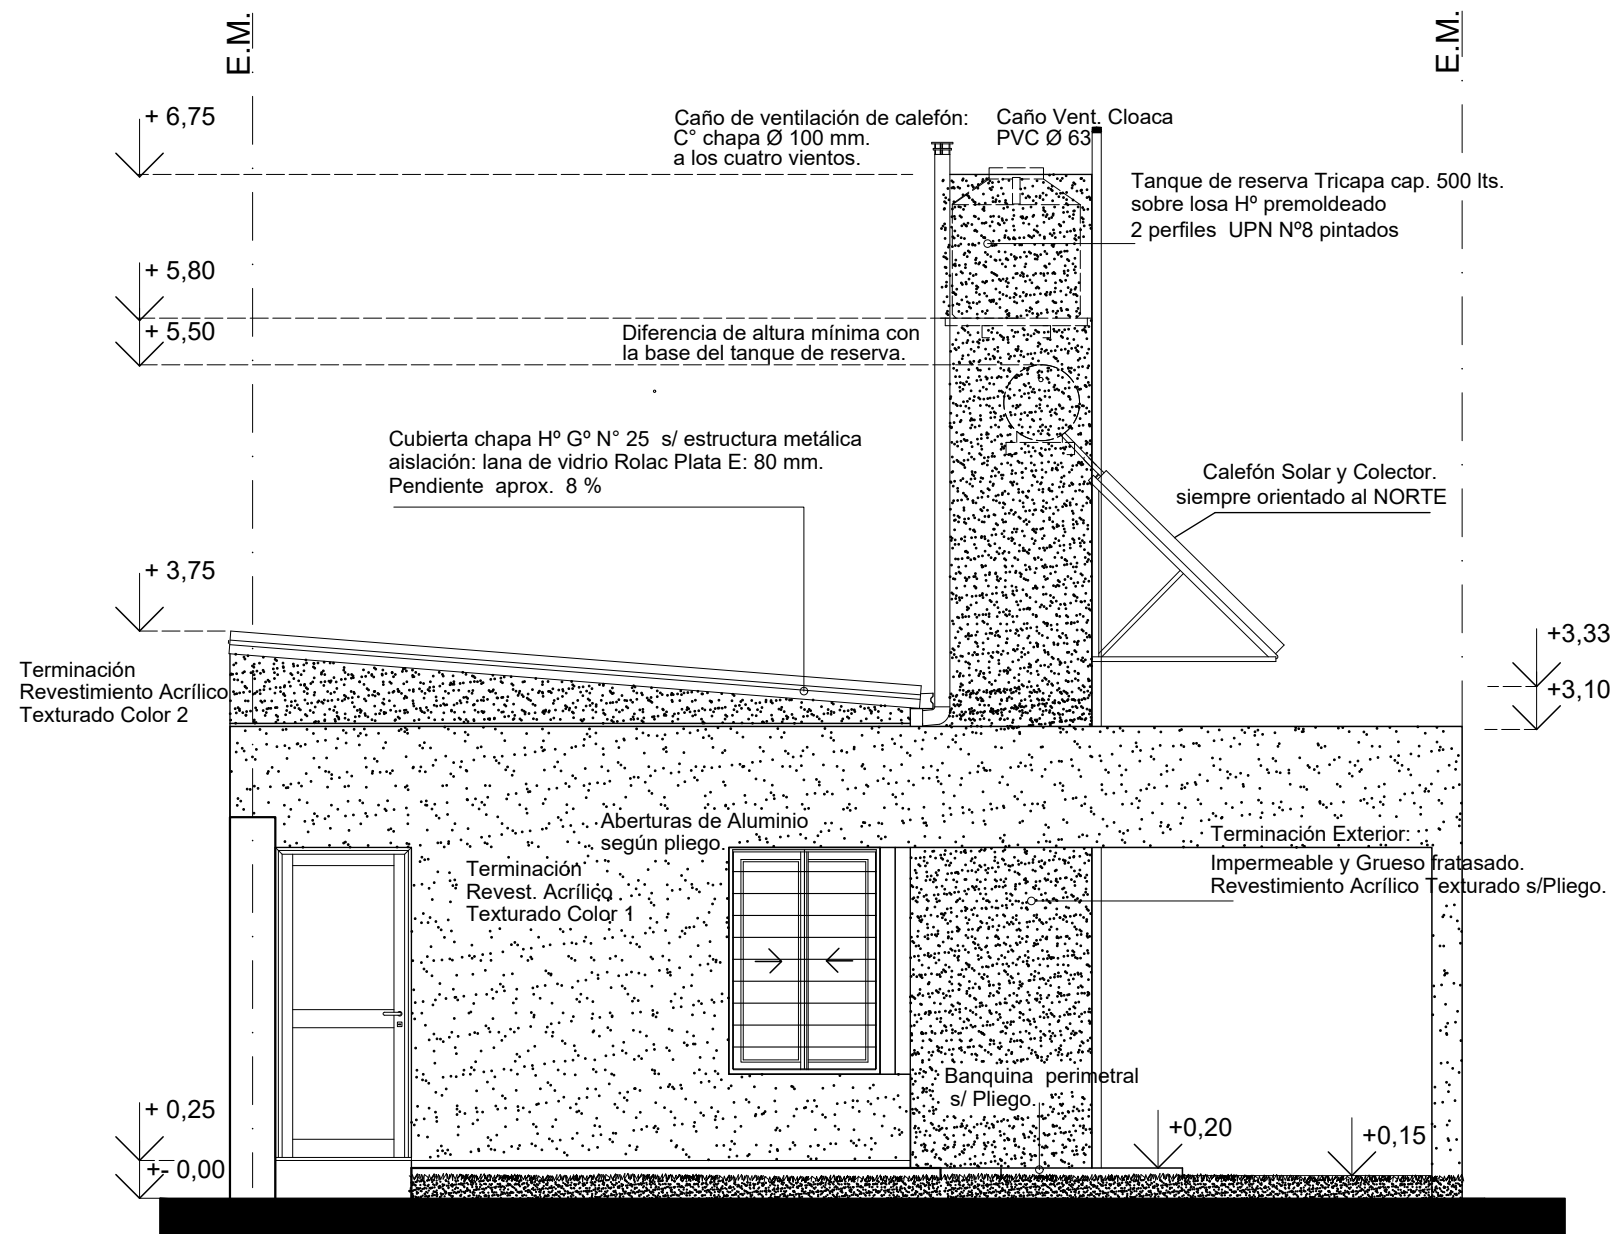 E.M.
E.M.
+ 6,75
Caño de ventilación de calefón:
C° chapa Ø 100 mm.
a los cuatro vientos.
Caño Vent. Cloaca
PVC Ø 63
Tanque de reserva Tricapa cap. 500 lts.
sobre losa Hº premoldeado
2 perfiles UPN Nº8 pintados
+ 5,80
+ 5,50
Diferencia de altura mínima con
la base del tanque de reserva.
Cubierta chapa Hº Gº N° 25 s/ estructura metálica
aislación: lana de vidrio Rolac Plata E: 80 mm.
Pendiente aprox. 8 %
Calefón Solar y Colector.
siempre orientado al NORTE
+ 3,75
+3,33
+3,10
Terminación
Revestimiento Acrílico
Texturado Color 2
Aberturas de Aluminio
según pliego.
Terminación Exterior:
Impermeable y Grueso fratasado.
Revestimiento Acrílico Texturado s/Pliego.
Terminación
Revest. Acrílico
Texturado Color 1
Banquina perimetral
s/ Pliego.
+ 0,25
+0,20
+0,15
+- 0,00